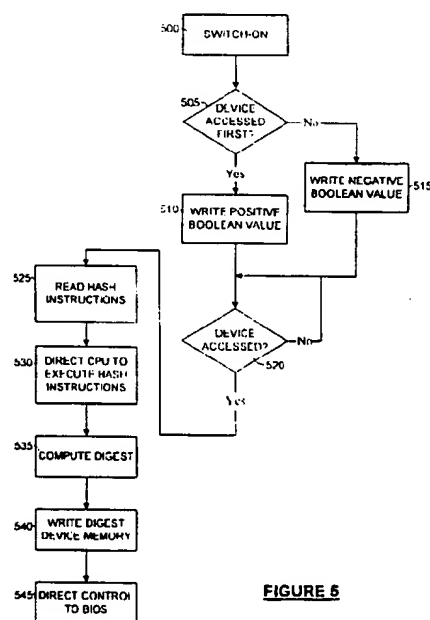 500
SWITCH-ON
505
DEVICE
ACCESSED
FIRST?
No
Yes
510
WRITE POSITIVE
BOOLEAN VALUE
WRITE NEGATIVE
BOOLEAN VALUE
515
DEVICE
ACCESSED?
No
520
Yes
525
READ HASH
INSTRUCTIONS
530
DIRECT CPU TO
EXECUTE HASH
INSTRUCTIONS
535
COMPUTE DIGEST
540
WRITE DIGEST
DEVICE MEMORY
545
DIRECT CONTROL
TO BIOS
FIGURE 5